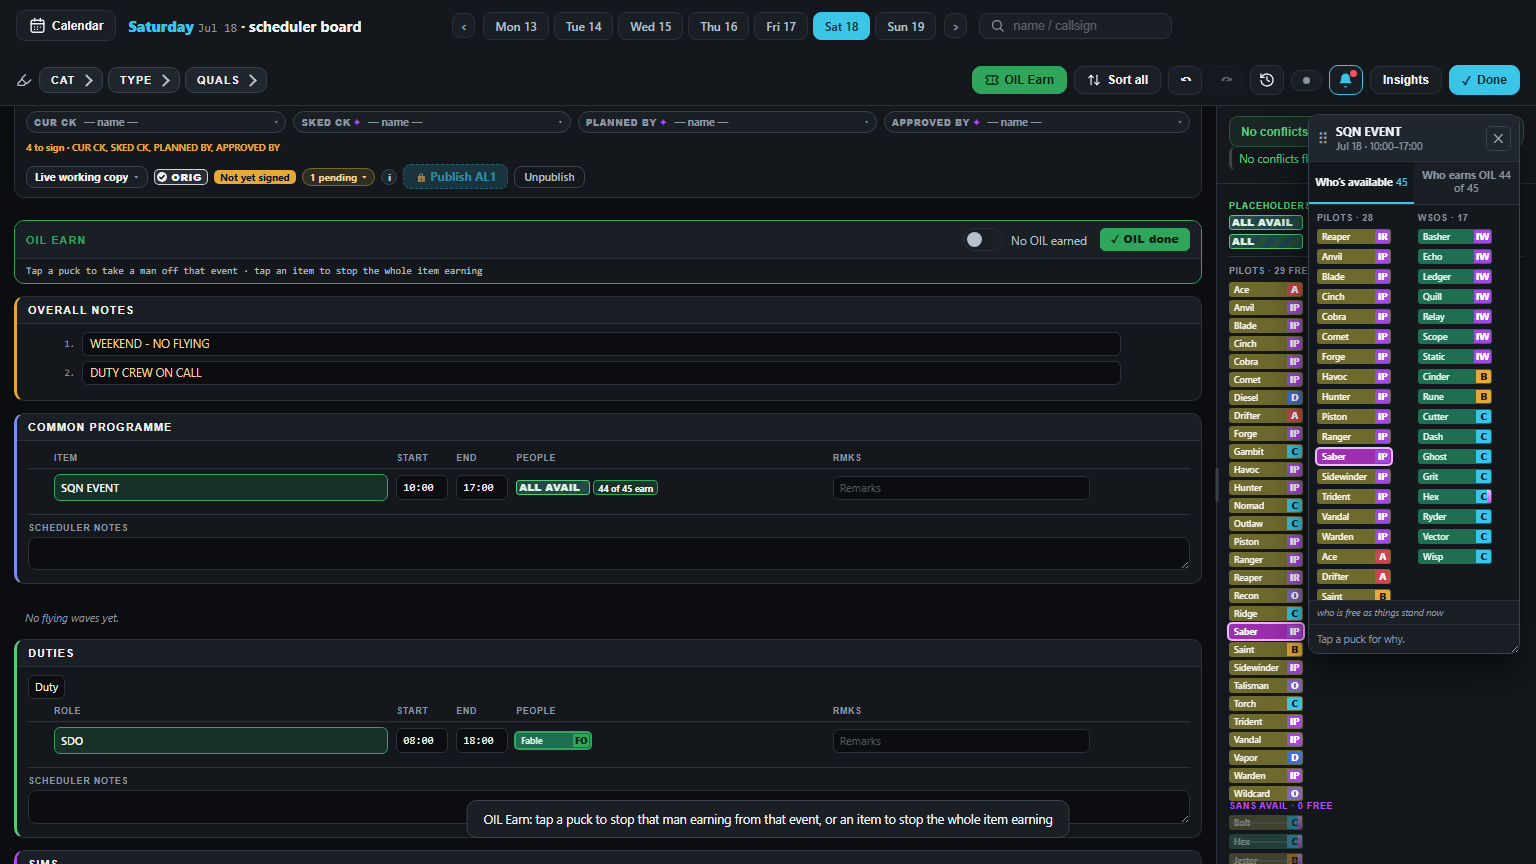 Calendar
Saturday Jul 18 · scheduler board
Mon 13
Tue 14
Wed 15
Thu 16
Fri 17
Sat 18
Sun 19
name / callsign
CAT
TYPE
QUALS
OIL Earn
Sort all
Insights
✓ Done
CUR CK — name —
SKED CK ✦ — name —
PLANNED BY ✦ — name —
APPROVED BY ✦ — name —
4 to sign · CUR CK, SKED CK, PLANNED BY, APPROVED BY
Live working copy
ORIG
Not yet signed
1 pending
i
Publish AL1
Unpublish
OIL EARN
No OIL earned
✓ OIL done
Tap a puck to take a man off that event · tap an item to stop the whole item earning
OVERALL NOTES
1. WEEKEND - NO FLYING
2. DUTY CREW ON CALL
COMMON PROGRAMME
ITEM START END PEOPLE RMKS
SQN EVENT 10:00 17:00 ALL AVAIL 44 of 45 earn Remarks
SCHEDULER NOTES
No flying waves yet.
DUTIES
Duty
ROLE START END PEOPLE RMKS
SDO 08:00 18:00 Fable FO Remarks
SCHEDULER NOTES
OIL Earn: tap a puck to stop that man earning from that event, or an item to stop the whole item earning
SIMS
No conflicts
No conflicts fl
PLACEHOLDERS
ALL AVAIL
ALL
PILOTS · 29 FRE
Ace A
Anvil IP
Blade IP
Cinch IP
Cobra IP
Comet IP
Diesel D
Drifter A
Forge IP
Gambit C
Havoc IP
Hunter IP
Nomad C
Outlaw C
Piston IP
Ranger IP
Reaper IR
Recon O
Ridge C
Saber IP
Saint B
Sidewinder IP
Talisman O
Torch C
Trident IP
Vandal IP
Vapor D
Warden IP
Wildcard O
SANS AVAIL · 0 FREE
Bolt C
Hex C
Jester B
SQN EVENT
Jul 18 · 10:00–17:00
Who's available 45
Who earns OIL 44 of 45
PILOTS · 28
Reaper IR
Anvil IP
Blade IP
Cinch IP
Cobra IP
Comet IP
Forge IP
Havoc IP
Hunter IP
Piston IP
Ranger IP
Saber IP
Sidewinder IP
Trident IP
Vandal IP
Warden IP
Ace A
Drifter A
Saint B
WSOS · 17
Basher IW
Echo IW
Ledger IW
Quill IW
Relay IW
Scope IW
Static IW
Cinder B
Rune B
Cutter C
Dash C
Ghost C
Grit C
Hex C
Ryder C
Vector C
Wisp C
who is free as things stand now
Tap a puck for why.